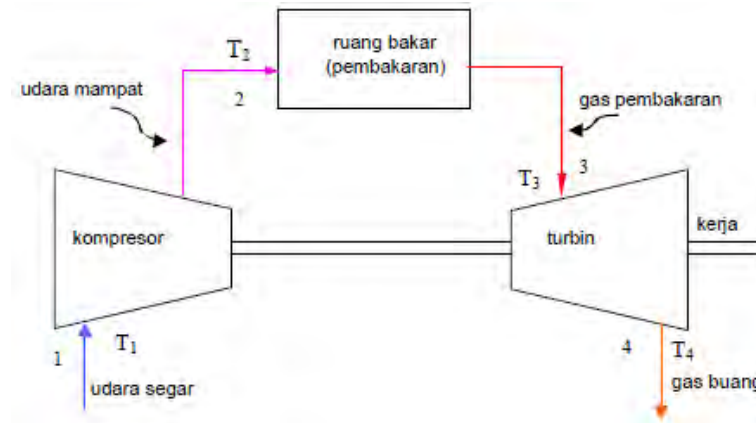 ruang bakar
(pembakaran)
T2
2
udara mampat
gas pembakaran
3
T3
kompresor
turbin
kerja
1
T1
udara segar
4
T4
gas buang